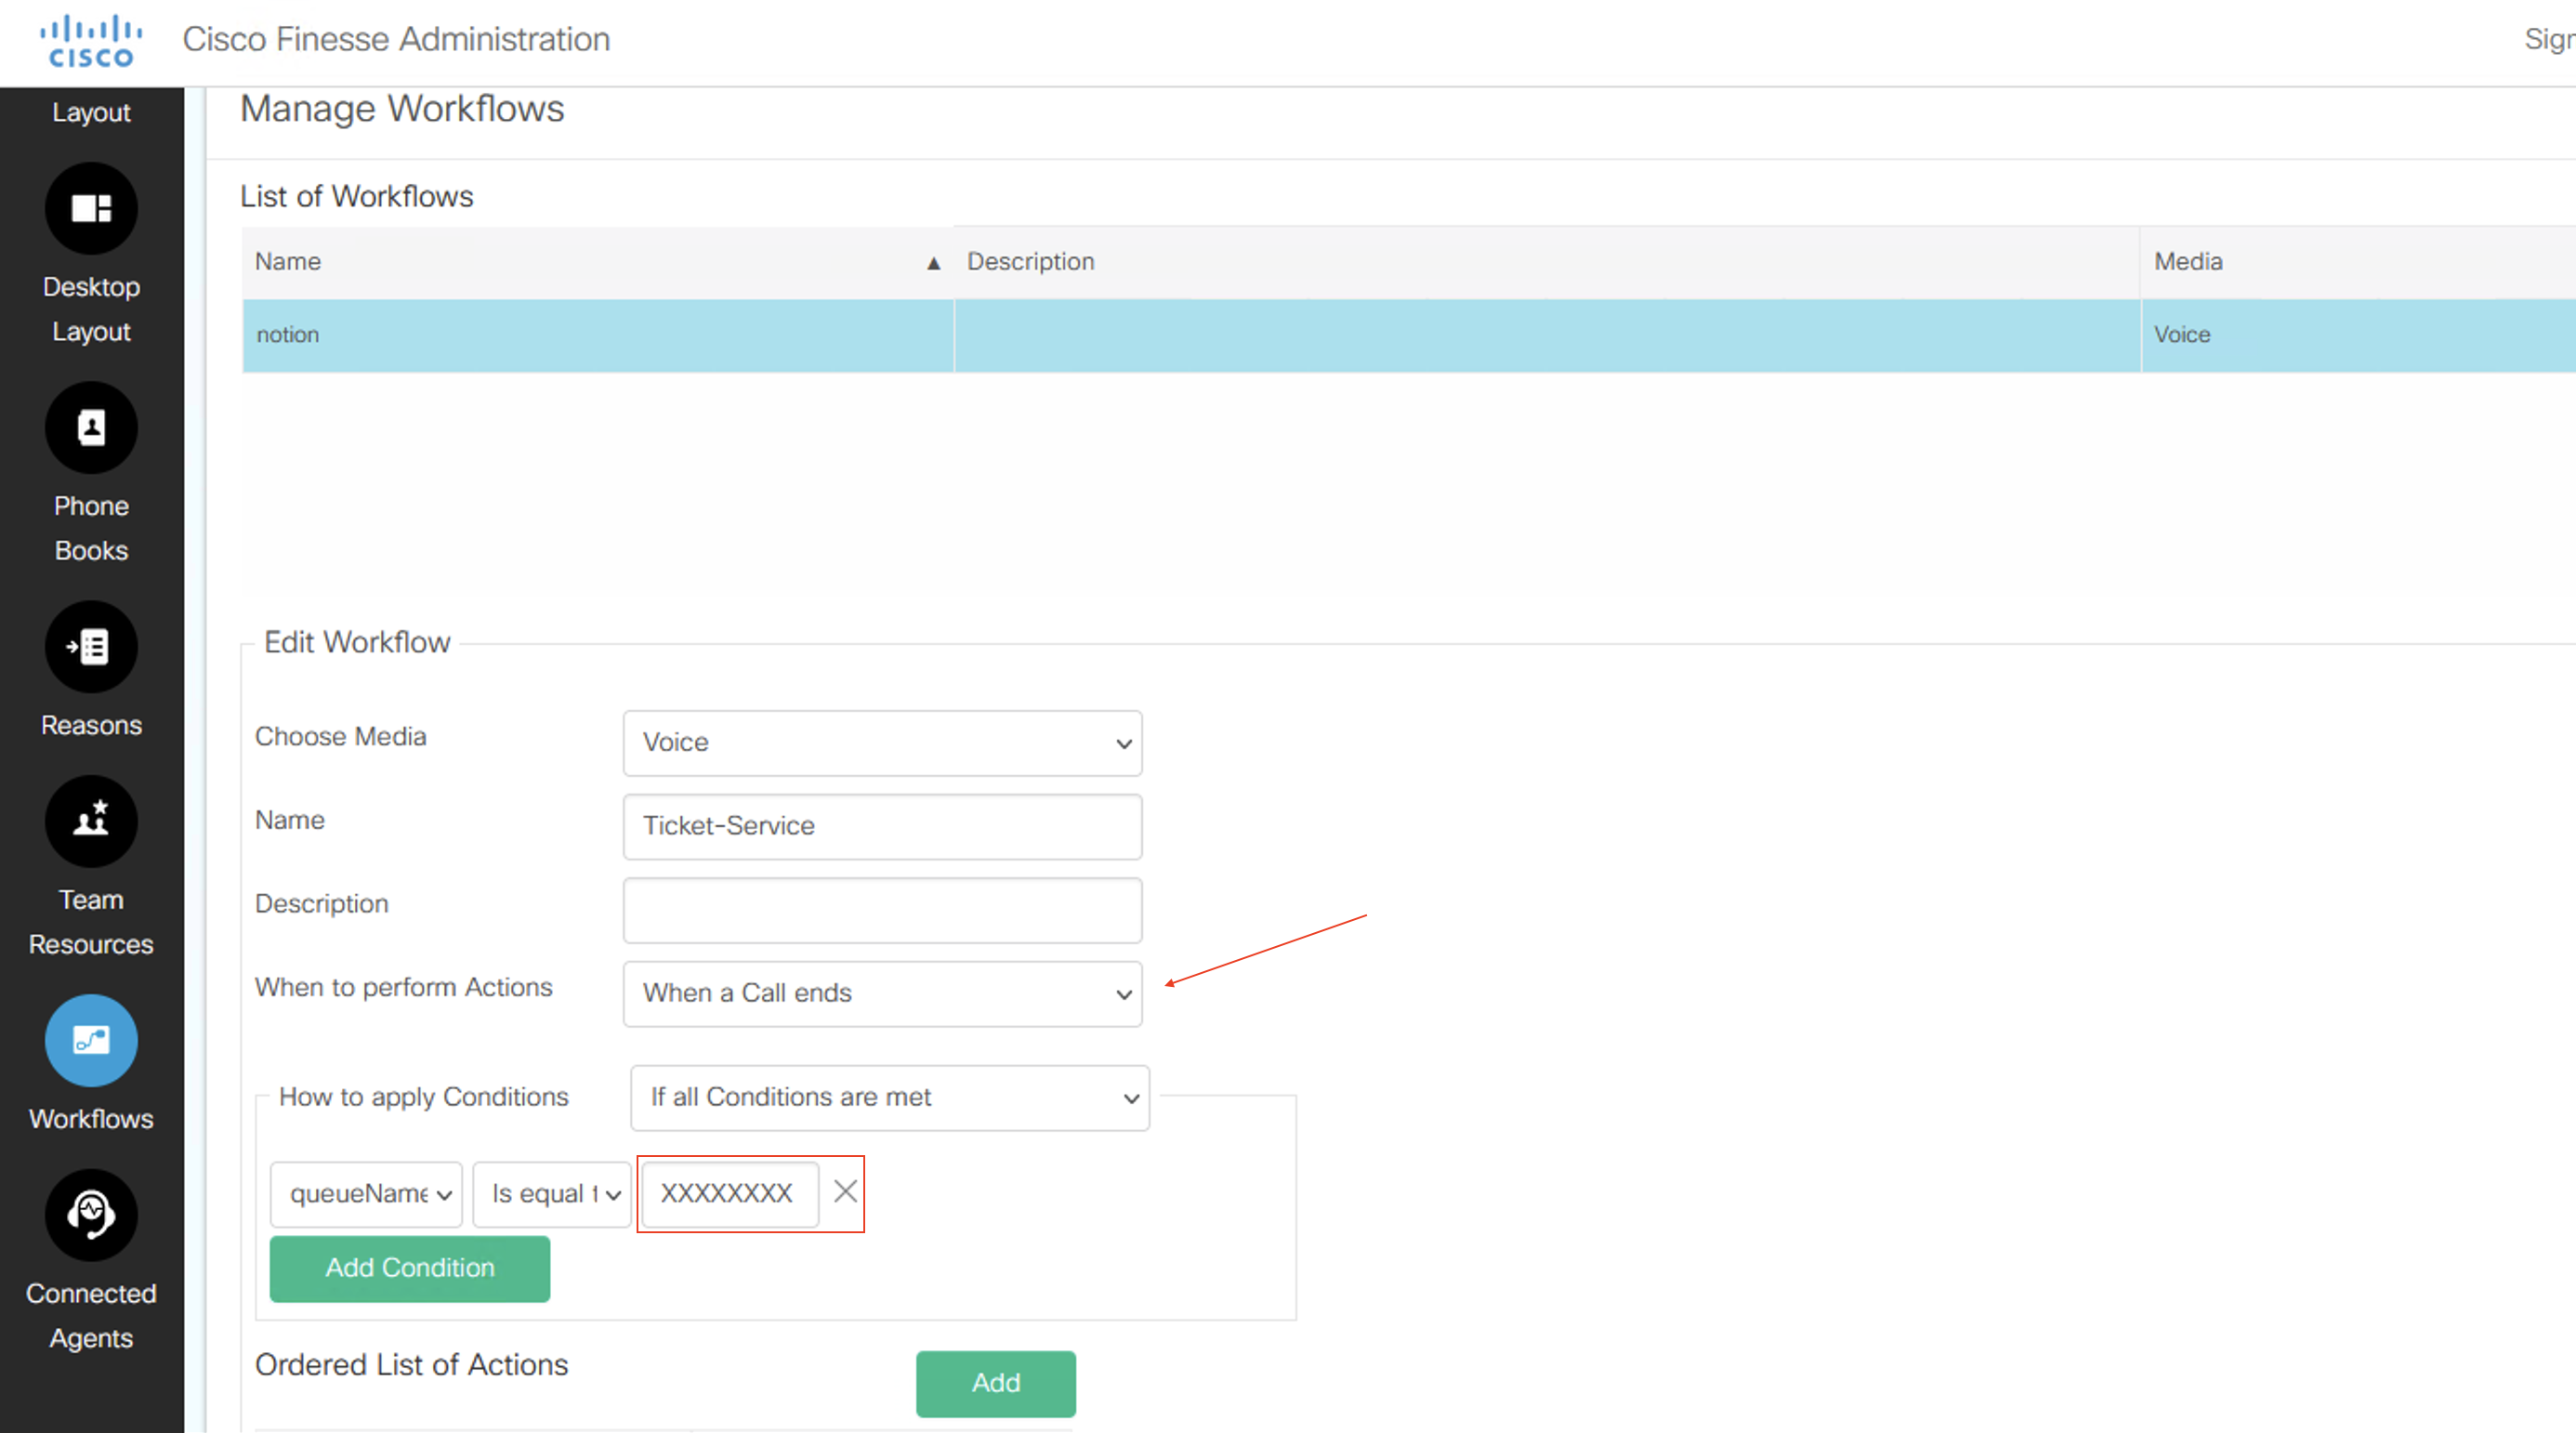 CISCO
Cisco Finesse Administration
Sign
Layout
Desktop
Layout
Phone
Books
Reasons
Team
Resources
Workflows
Connected
Agents
Manage Workflows
List of Workflows
Name ▲ Description Media
notion Voice
Edit Workflow
Choose Media Voice
Name Ticket-Service
Description
When to perform Actions When a Call ends
How to apply Conditions If all Conditions are met
queueName Is equal t XXXXXXXX
Add Condition
Ordered List of Actions Add